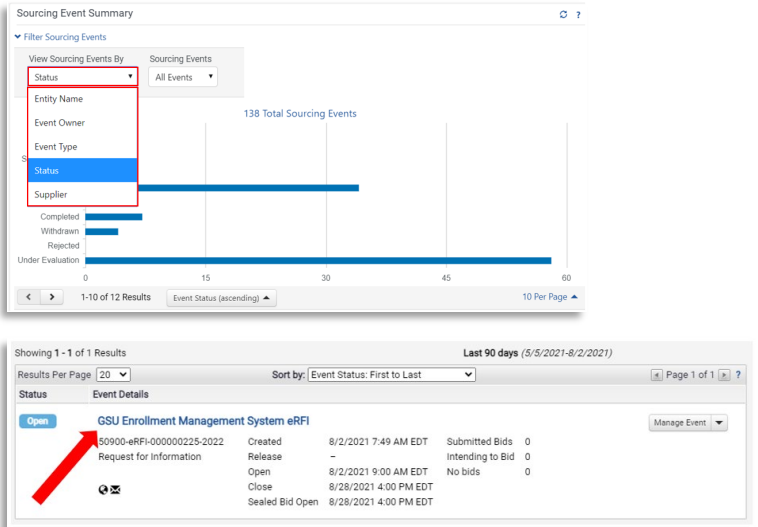 Sourcing Event Summary ?
Filter Sourcing Events
View Sourcing Events By Sourcing Events
Status All Events
Entity Name
Event Owner
Event Type
Status
Supplier
138 Total Sourcing Events
15 30 45 60
S
Completed
Withdrawn
Rejected
Under Evaluation
0 15 30 45 60
1-10 of 12 Results Event Status (ascending) 10 Per Page
Showing 1 - 1 of 1 Results Last 90 days (5/5/2021-8/2/2021)
Results Per Page 20 Sort by: Event Status: First to Last Page 1 of 1 ?
Status Event Details
Open GSU Enrollment Management System eRFI Manage Event
50900-eRFI-000000225-2022 Created 8/2/2021 7:49 AM EDT Submitted Bids 0
Request for Information Release – Intending to Bid 0
Open 8/2/2021 9:00 AM EDT No bids 0
Close 8/28/2021 4:00 PM EDT
Sealed Bid Open 8/28/2021 4:00 PM EDT